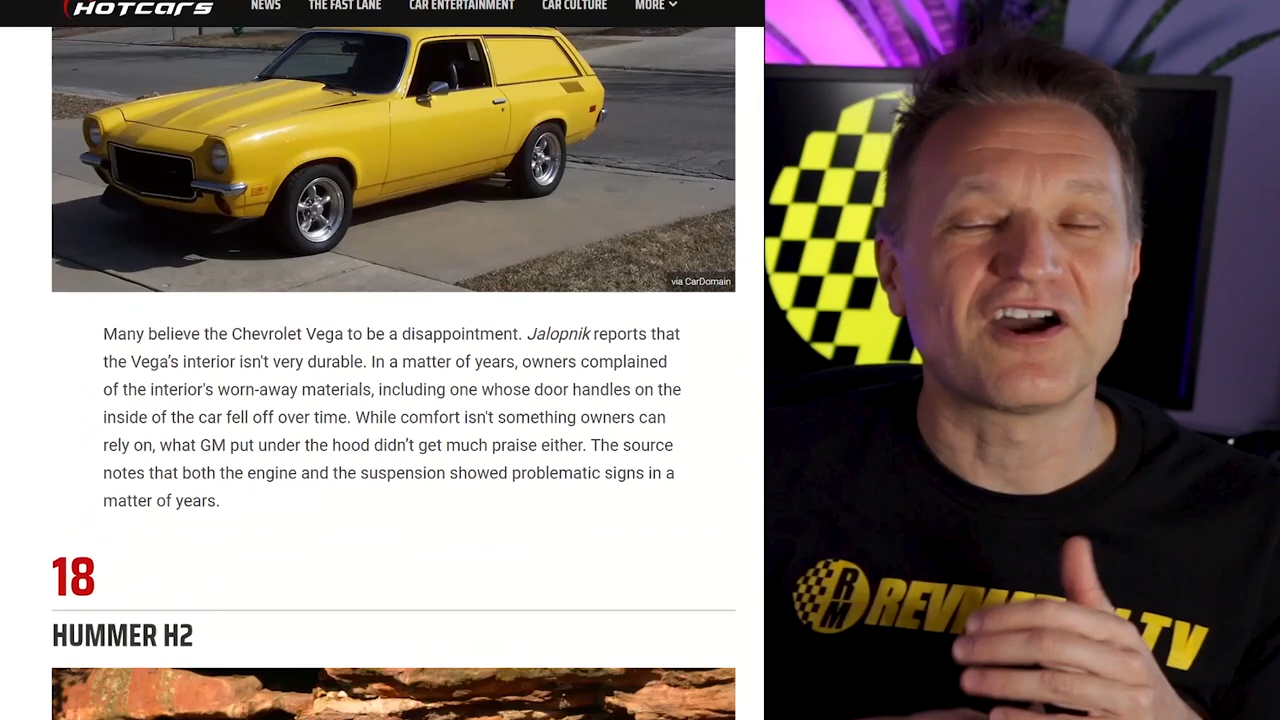 HOTCARS
NEWS
THE FAST LANE
CAR ENTERTAINMENT
CAR CULTURE
MORE
via CarDomain
Many believe the Chevrolet Vega to be a disappointment. Jalopnik reports that
the Vega’s interior isn't very durable. In a matter of years, owners complained
of the interior's worn-away materials, including one whose door handles on the
inside of the car fell off over time. While comfort isn't something owners can
rely on, what GM put under the hood didn’t get much praise either. The source
notes that both the engine and the suspension showed problematic signs in a
matter of years.
18
HUMMER H2
RM
TV